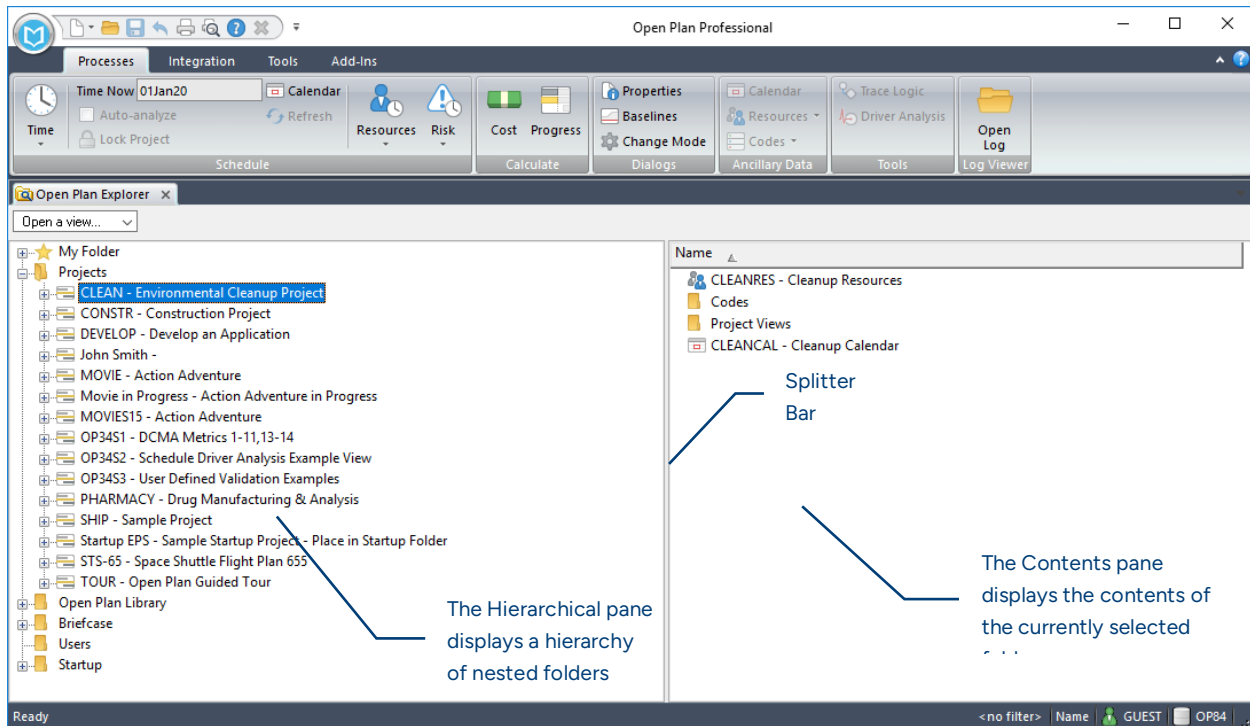 Open Plan Professional
Processes Integration Tools Add-Ins
Time Now 01Jan20 Calendar
Auto-analyze Refresh
Lock Project
Time Resources Risk Cost Progress
Schedule Calculate
Properties
Baselines
Change Mode
Dialogs
Calendar
Resources
Codes
Ancillary Data
Trace Logic
Driver Analysis
Tools
Open
Log
Log Viewer
Open Plan Explorer
Open a view...
My Folder
Projects
CLEAN - Environmental Cleanup Project
CONSTR - Construction Project
DEVELOP - Develop an Application
John Smith -
MOVIE - Action Adventure
Movie in Progress - Action Adventure in Progress
MOVIES15 - Action Adventure
OP34S1 - DCMA Metrics 1-11,13-14
OP34S2 - Schedule Driver Analysis Example View
OP34S3 - User Defined Validation Examples
PHARMACY - Drug Manufacturing & Analysis
SHIP - Sample Project
Startup EPS - Sample Startup Project - Place in Startup Folder
STS-65 - Space Shuttle Flight Plan 655
TOUR - Open Plan Guided Tour
Open Plan Library
Briefcase
Users
Startup
The Hierarchical pane
displays a hierarchy
of nested folders
Name
CLEANRES - Cleanup Resources
Codes
Project Views
CLEANCAL - Cleanup Calendar
Splitter
Bar
The Contents pane
displays the contents of
the currently selected
Ready <no filter> Name GUEST OP84